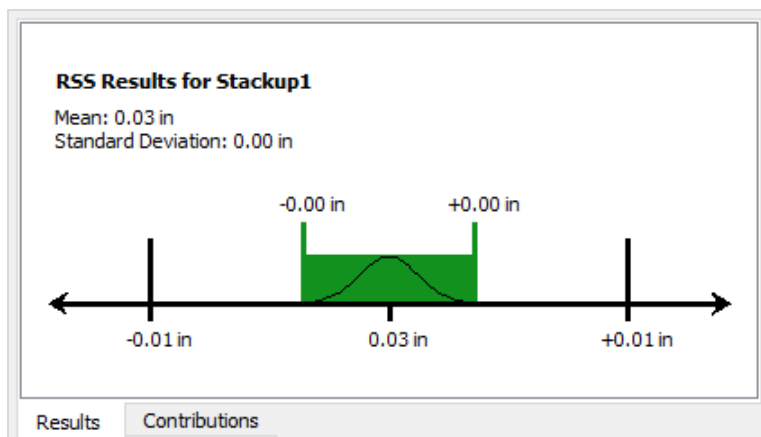 RSS Results for Stackup1
Mean: 0.03 in
Standard Deviation: 0.00 in
-0.00 in +0.00 in
-0.01 in 0.03 in +0.01 in
Results Contributions